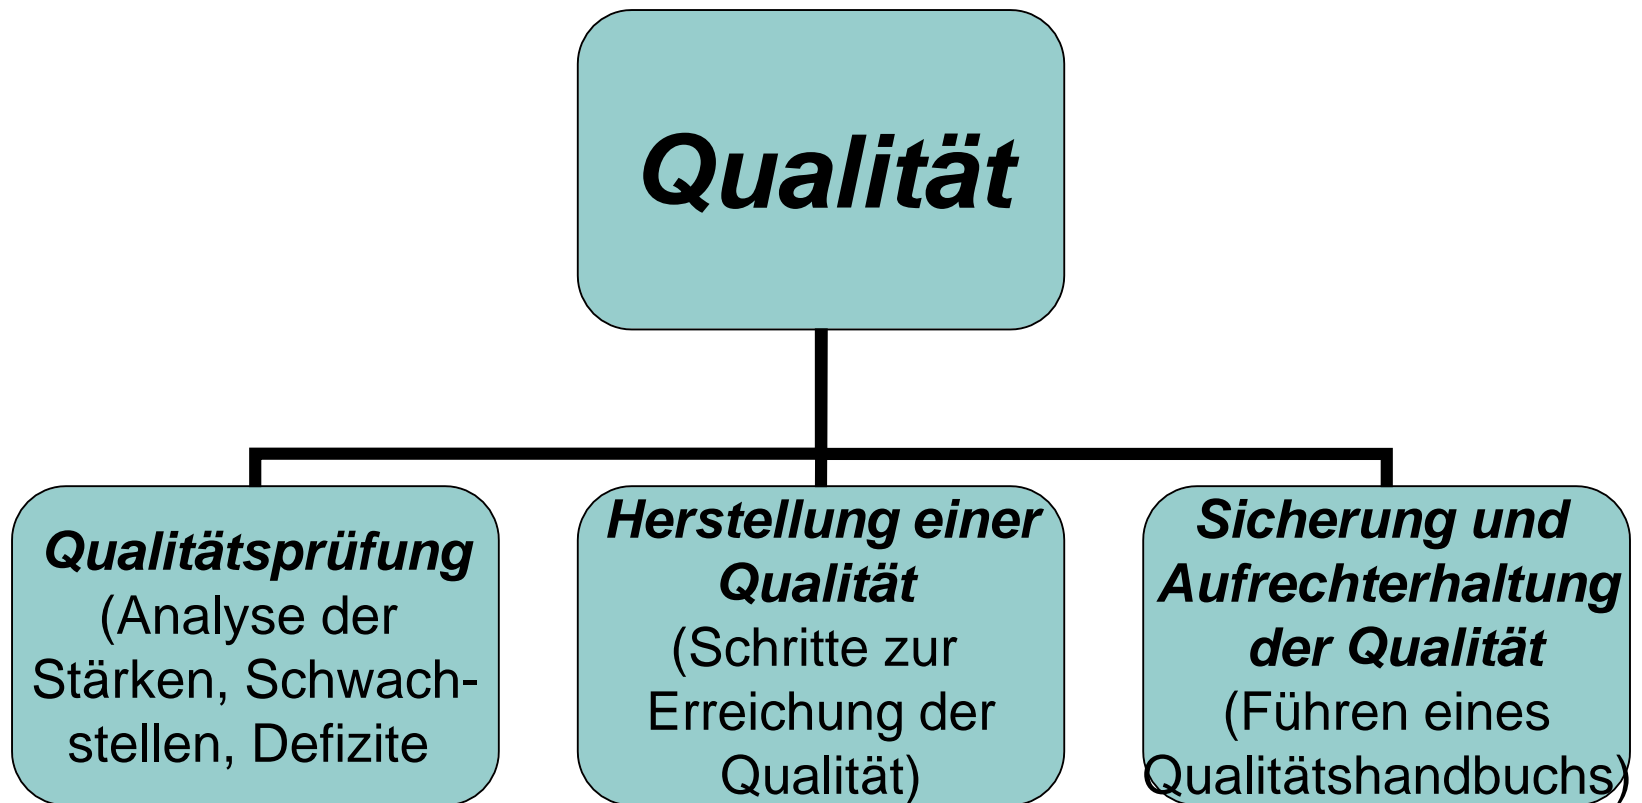 Qualität
Qualitätsprüfung
(Analyse der
Stärken, Schwach-
stellen, Defizite
Herstellung einer
Qualität
(Schritte zur
Erreichung der
Qualität)
Sicherung und
Aufrechterhaltung
der Qualität
(Führen eines
Qualitätshandbuchs)